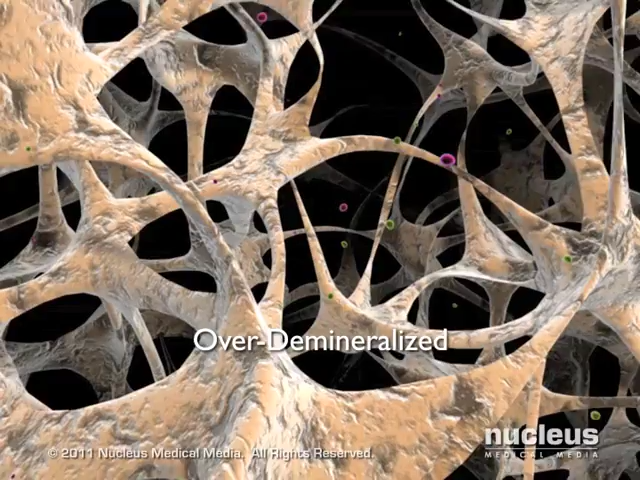 Over-Demineralized
nucleus
MEDICAL MEDIA
© 2011 Nucleus Medical Media. All Rights Reserved.